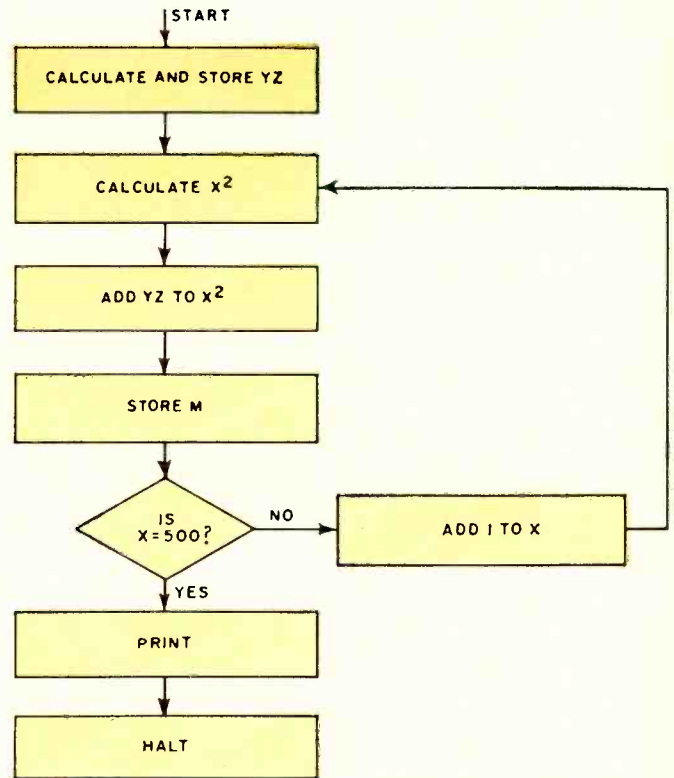 START
CALCULATE AND STORE YZ
CALCULATE X²
ADD YZ TO X²
STORE M
IS
X=500?
NO
ADD 1 TO X
YES
PRINT
HALT